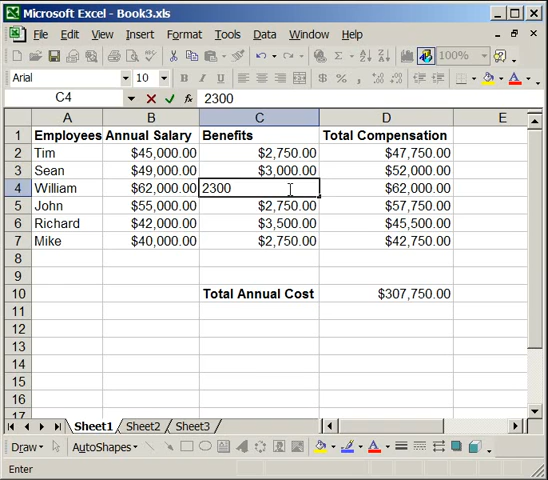 Microsoft Excel - Book3.xls
File Edit View Insert Format Tools Data Window Help
100%
Arial 10 B I U $ %
C4 2300
A B C D E
1 Employees Annual Salary Benefits Total Compensation
2 Tim $45,000.00 $2,750.00 $47,750.00
3 Sean $49,000.00 $3,000.00 $52,000.00
4 William $62,000.00 2300 $62,000.00
5 John $55,000.00 $2,750.00 $57,750.00
6 Richard $42,000.00 $3,500.00 $45,500.00
7 Mike $40,000.00 $2,750.00 $42,750.00
8
9
10 Total Annual Cost $307,750.00
11
12
13
14
15
16
17
Sheet1 Sheet2 Sheet3
Draw AutoShapes
Enter